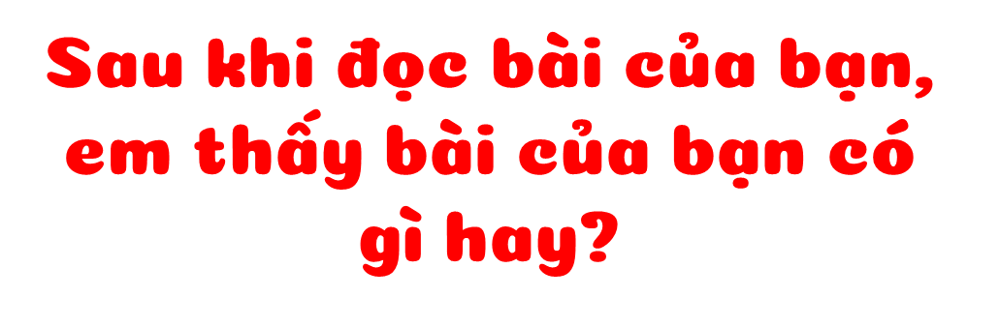 Sau khi đọc bài của bạn,
em thấy bài của bạn có
gì hay?